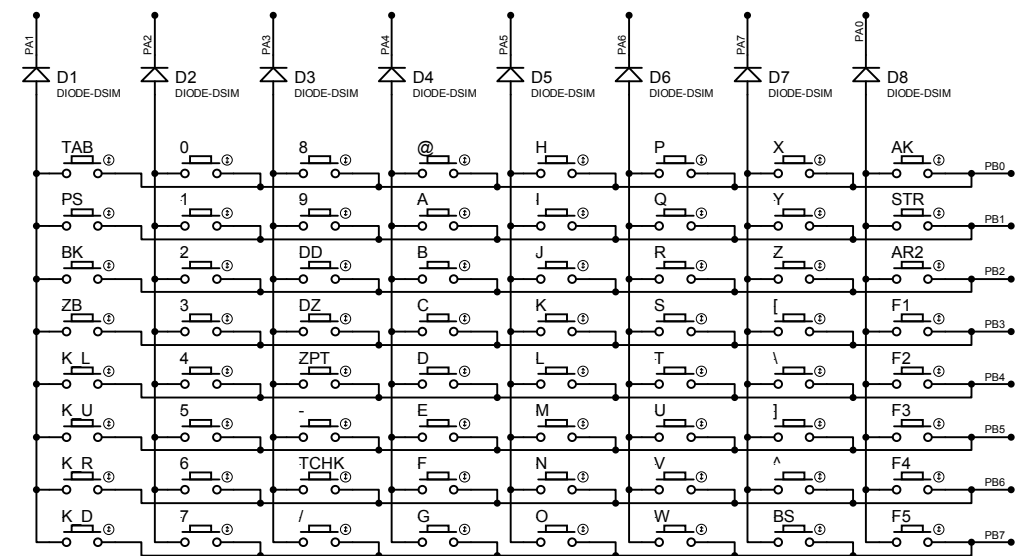 PA1 PA2 PA3 PA4 PA5 PA6 PA7 PA0
D1 D2 D3 D4 D5 D6 D7 D8
DIODE-DSIM DIODE-DSIM DIODE-DSIM DIODE-DSIM DIODE-DSIM DIODE-DSIM DIODE-DSIM DIODE-DSIM
TAB 0 8 @ H P X AK PB0
PS 1 9 A I Q Y STR PB1
BK 2 DD B J R Z AR2 PB2
ZB 3 DZ C K S [ F1 PB3
K_L 4 ZPT D L T \ F2 PB4
K_U 5 - E M U ] F3 PB5
K_R 6 TCHK F N V ^ F4 PB6
K_D 7 / G O W BS F5 PB7